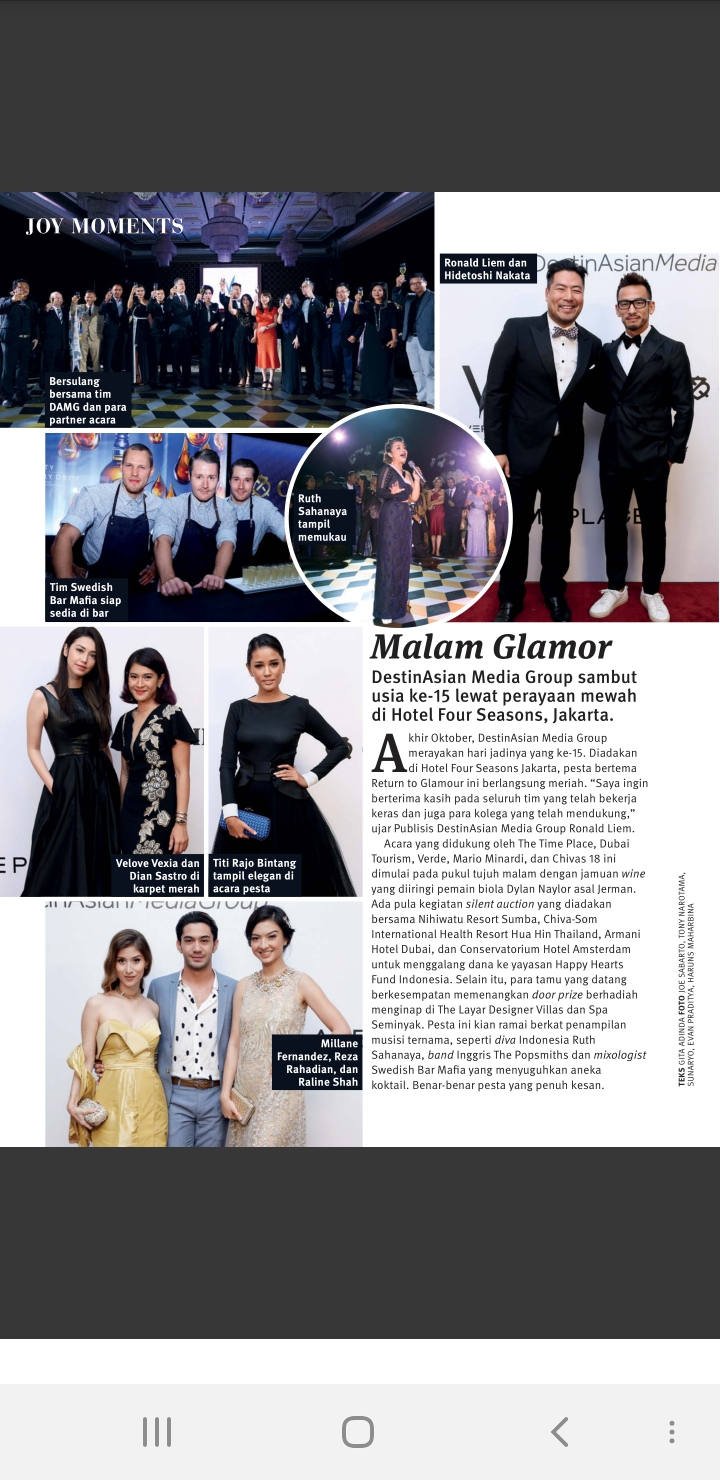 JOY MOMENTS
Bersulang
bersama tim
DAMG dan para
partner acara
Ronald Liem dan
Hidetoshi Nakata
DestinAsianMedia
Ruth
Sahanaya
tampil
memukau
Tim Swedish
Bar Mafia siap
sedia di bar
Velove Vexia dan
Dian Sastro di
karpet merah
Titi Rajo Bintang
tampil elegan di
acara pesta
Millane
Fernandez, Reza
Rahadian, dan
Raline Shah
Malam Glamor
DestinAsian Media Group sambut
usia ke-15 lewat perayaan mewah
di Hotel Four Seasons, Jakarta.
Akhir Oktober, DestinAsian Media Group
merayakan hari jadinya yang ke-15. Diadakan
di Hotel Four Seasons Jakarta, pesta bertema
Return to Glamour ini berlangsung meriah. “Saya ingin
berterima kasih pada seluruh tim yang telah bekerja
keras dan juga para kolega yang telah mendukung,”
ujar Publisis DestinAsian Media Group Ronald Liem.
Acara yang didukung oleh The Time Place, Dubai
Tourism, Verde, Mario Minardi, dan Chivas 18 ini
dimulai pada pukul tujuh malam dengan jamuan wine
yang diiringi pemain biola Dylan Naylor asal Jerman.
Ada pula kegiatan silent auction yang diadakan
bersama Nihiwatu Resort Sumba, Chiva-Som
International Health Resort Hua Hin Thailand, Armani
Hotel Dubai, dan Conservatorium Hotel Amsterdam
untuk menggalang dana ke yayasan Happy Hearts
Fund Indonesia. Selain itu, para tamu yang datang
berkesempatan memenangkan door prize berhadiah
menginap di The Layar Designer Villas dan Spa
Seminyak. Pesta ini kian ramai berkat penampilan
musisi ternama, seperti diva Indonesia Ruth
Sahanaya, band Inggris The Popsmiths dan mixologist
Swedish Bar Mafia yang menyuguhkan aneka
koktail. Benar-benar pesta yang penuh kesan.
TEKS GITA ADINDA FOTO JOE SABARTO, TONY NAROTAMA,
SUNARYO, EVAN PRADITYA, HARUNS MAHARBINA